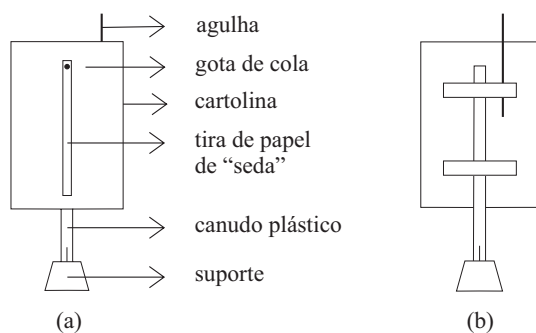 agulha
gota de cola
cartolina
tira de papel
de “seda”
canudo plástico
suporte
(a)
(b)